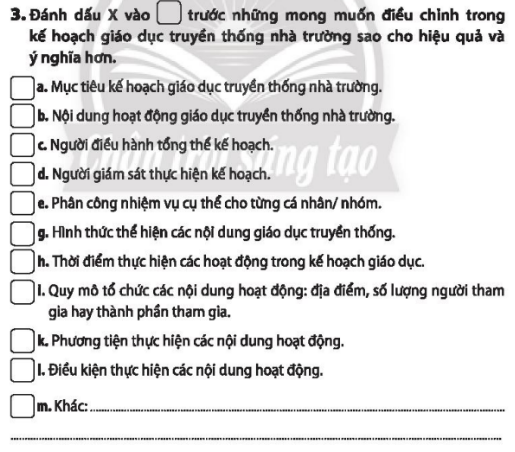 3. Đánh dấu X vào trước những mong muốn điều chỉnh trong
kế hoạch giáo dục truyền thống nhà trường sao cho hiệu quả và
ý nghĩa hơn.
a. Mục tiêu kế hoạch giáo dục truyền thống nhà trường.
b. Nội dung hoạt động giáo dục truyền thống nhà trường.
c. Người điều hành tổng thể kế hoạch.
d. Người giám sát thực hiện kế hoạch.
e. Phân công nhiệm vụ cụ thể cho từng cá nhân/ nhóm.
g. Hình thức thể hiện các nội dung giáo dục truyền thống.
h. Thời điểm thực hiện các hoạt động trong kế hoạch giáo dục.
i. Quy mô tổ chức các nội dung hoạt động: địa điểm, số lượng người tham
gia hay thành phần tham gia.
k. Phương tiện thực hiện các nội dung hoạt động.
l. Điều kiện thực hiện các nội dung hoạt động.
m. Khác: